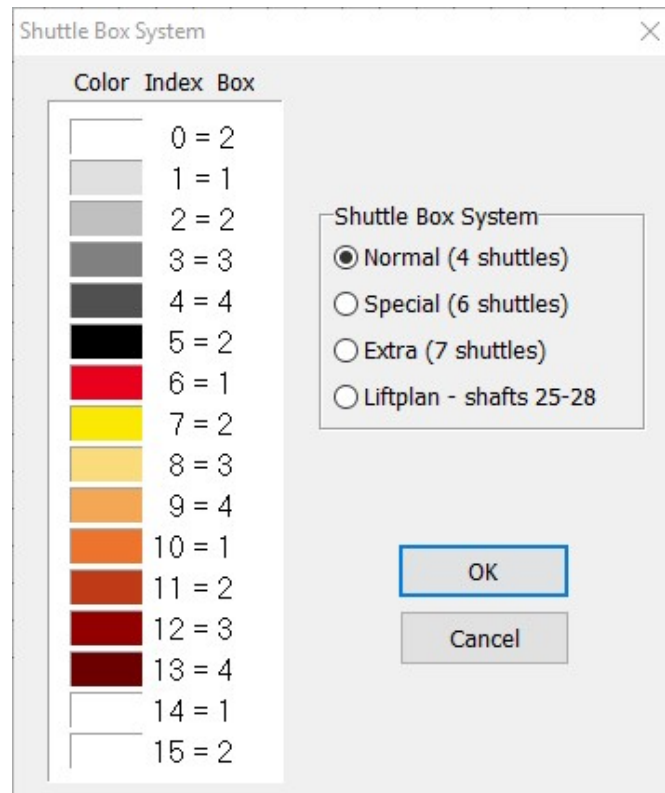 Shuttle Box System
Color Index Box
0 = 2
1 = 1
2 = 2
3 = 3
4 = 4
5 = 2
6 = 1
7 = 2
8 = 3
9 = 4
10 = 1
11 = 2
12 = 3
13 = 4
14 = 1
15 = 2
Shuttle Box System
Normal (4 shuttles)
Special (6 shuttles)
Extra (7 shuttles)
Liftplan - shafts 25-28
OK
Cancel